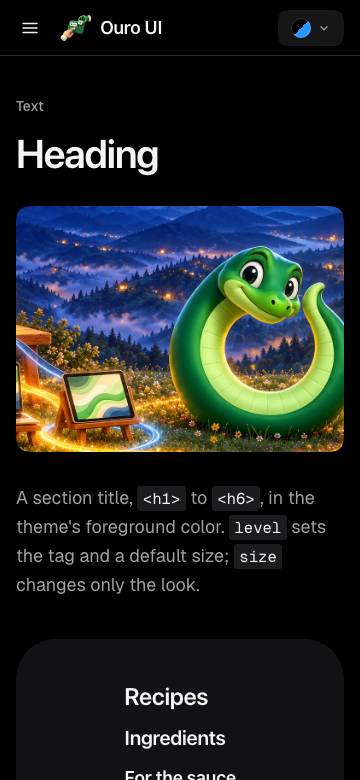 Ouro UI
Text
Heading
A section title, <h1> to <h6>, in the
theme's foreground color. level sets
the tag and a default size; size
changes only the look.
Recipes
Ingredients
For the sauce